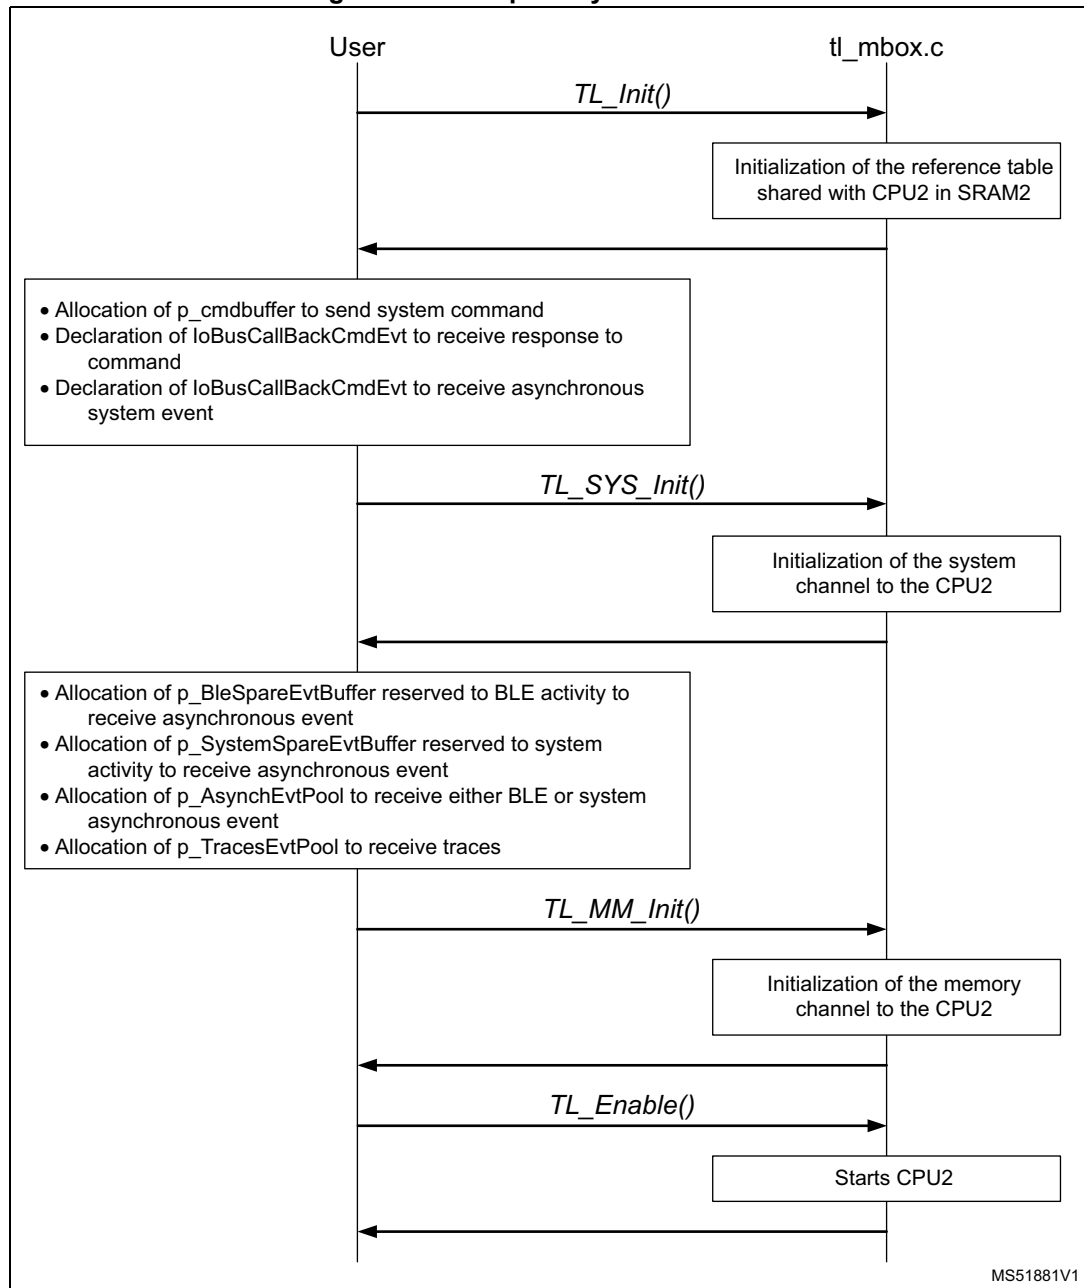 User
tl_mbox.c
TL_Init()
Initialization of the reference table
shared with CPU2 in SRAM2
• Allocation of p_cmdbuffer to send system command
• Declaration of IoBusCallBackCmdEvt to receive response to
command
• Declaration of IoBusCallBackCmdEvt to receive asynchronous
system event
TL_SYS_Init()
Initialization of the system
channel to the CPU2
• Allocation of p_BleSpareEvtBuffer reserved to BLE activity to
receive asynchronous event
• Allocation of p_SystemSpareEvtBuffer reserved to system
activity to receive asynchronous event
• Allocation of p_AsynchEvtPool to receive either BLE or system
asynchronous event
• Allocation of p_TracesEvtPool to receive traces
TL_MM_Init()
Initialization of the memory
channel to the CPU2
TL_Enable()
Starts CPU2
MS51881V1